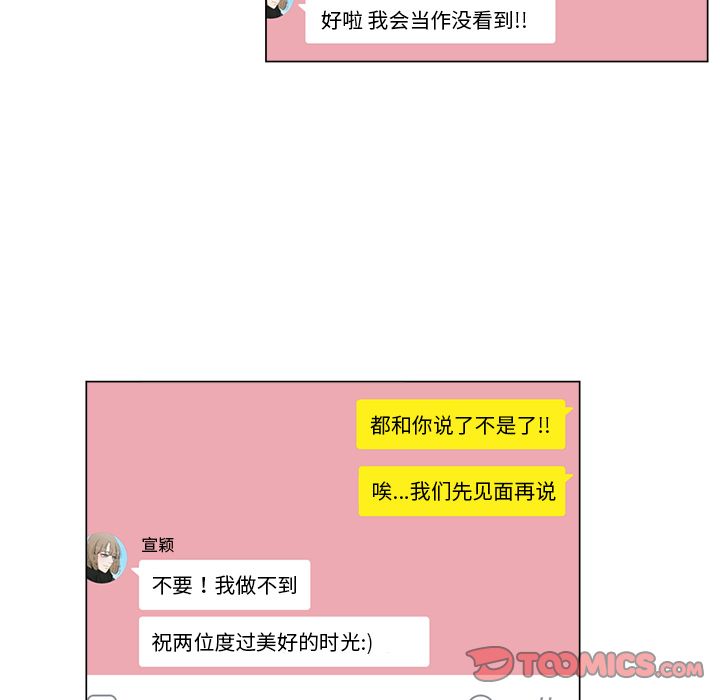 好啦 我会当作没看到!!
都和你说了不是了!!
唉...我们先见面再说
宣颖
不要！我做不到
祝两位度过美好的时光:)
TOOMICS.COM